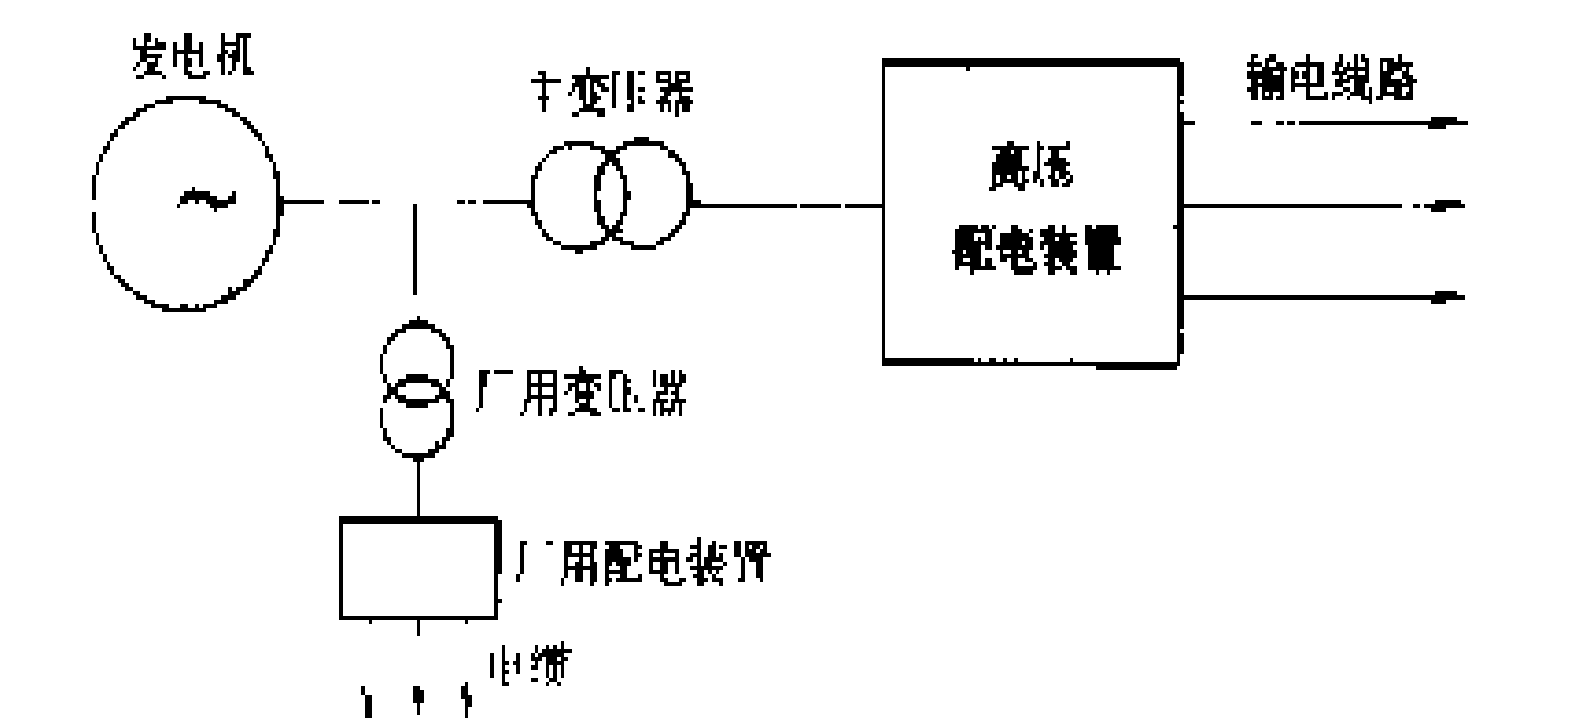 发电机
主变压器
输电线路
高压
配电装置
厂用变压器
厂用配电装置
电缆